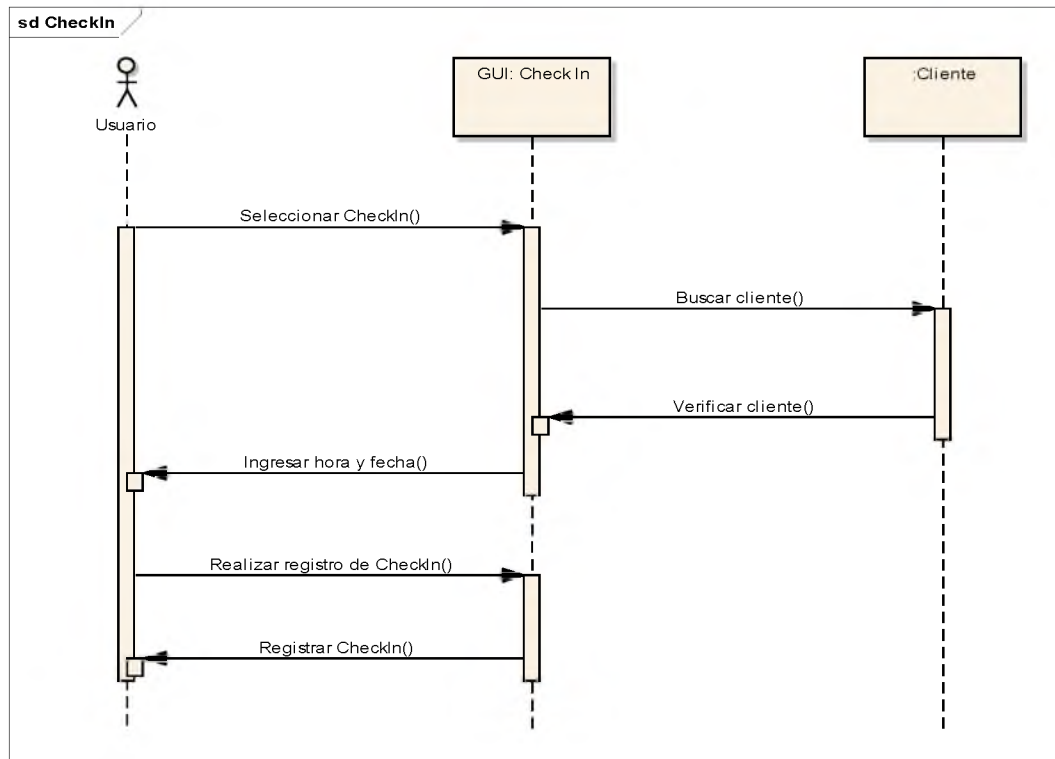 sd CheckIn
Usuario
GUI: Check In
:Cliente
Seleccionar CheckIn()
Buscar cliente()
Verificar cliente()
Ingresar hora y fecha()
Realizar registro de CheckIn()
Registrar CheckIn()